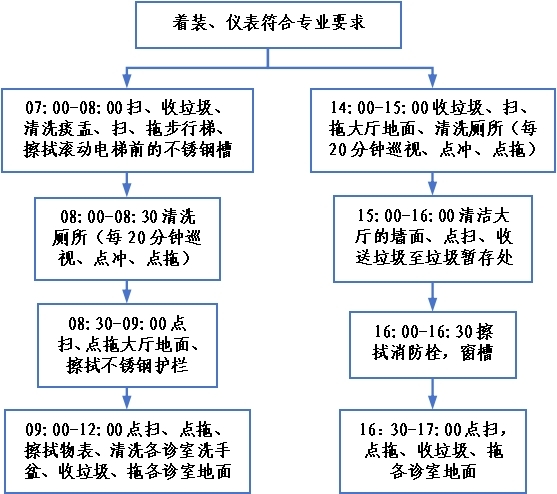 着装、仪表符合专业要求
07: 00-08: 00扫、收垃圾、
清洗痰盂、扫、拖步行梯、
擦拭滚动电梯前的不锈钢槽
08: 00-08: 30清洗
厕所（每20分钟巡
视、点冲、点拖）
08: 30-09: 00点
扫、点拖大厅地面、
擦拭不锈钢护栏
09: 00-12: 00点扫、点拖、
擦拭物表、清洗各诊室洗手
盆、收垃圾、拖各诊室地面
14: 00-15: 00收垃圾、扫、
拖大厅地面、清洗厕所（每
20分钟巡视、点冲、点拖）
15: 00-16: 00清洁大
厅的墙面、点扫、收
送垃圾至垃圾暂存处
16: 00-16: 30擦
拭消防栓，窗槽
16：30-17: 00点扫，
点拖、收垃圾、拖
各诊室地面